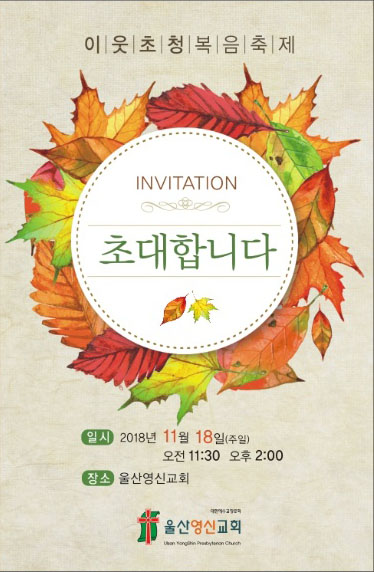 이|웃|초|청|복|음|축|제
INVITATION
초대합니다
일시 2018년 11월 18일(주일)
오전 11:30 오후 2:00
장소 울산영신교회
대한예수교장로회
울산영신교회
Ulsan YongShin Presbyterian Church